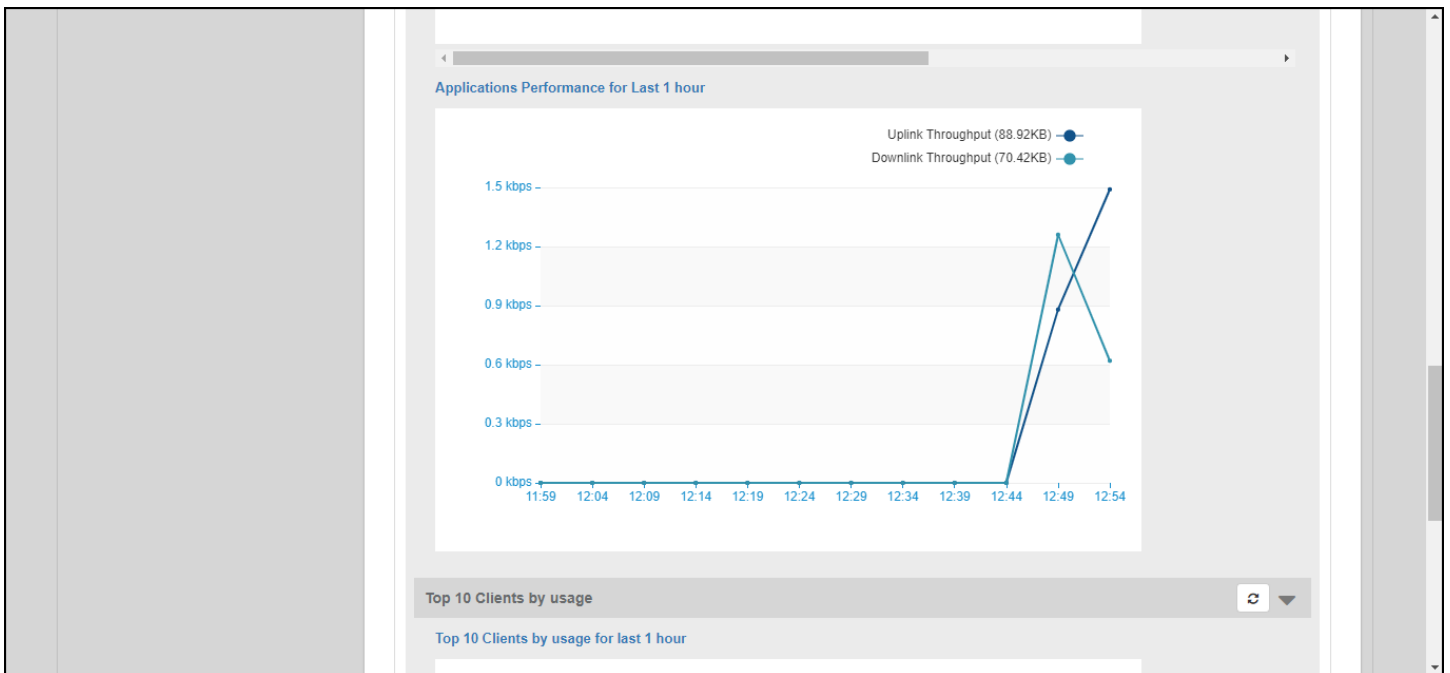 Applications Performance for Last 1 hour
Uplink Throughput (88.92KB)
Downlink Throughput (70.42KB)
1.5 kbps
1.2 kbps
0.9 kbps
0.6 kbps
0.3 kbps
0 kbps
11:59 12:04 12:09 12:14 12:19 12:24 12:29 12:34 12:39 12:44 12:49 12:54
Top 10 Clients by usage
Top 10 Clients by usage for last 1 hour